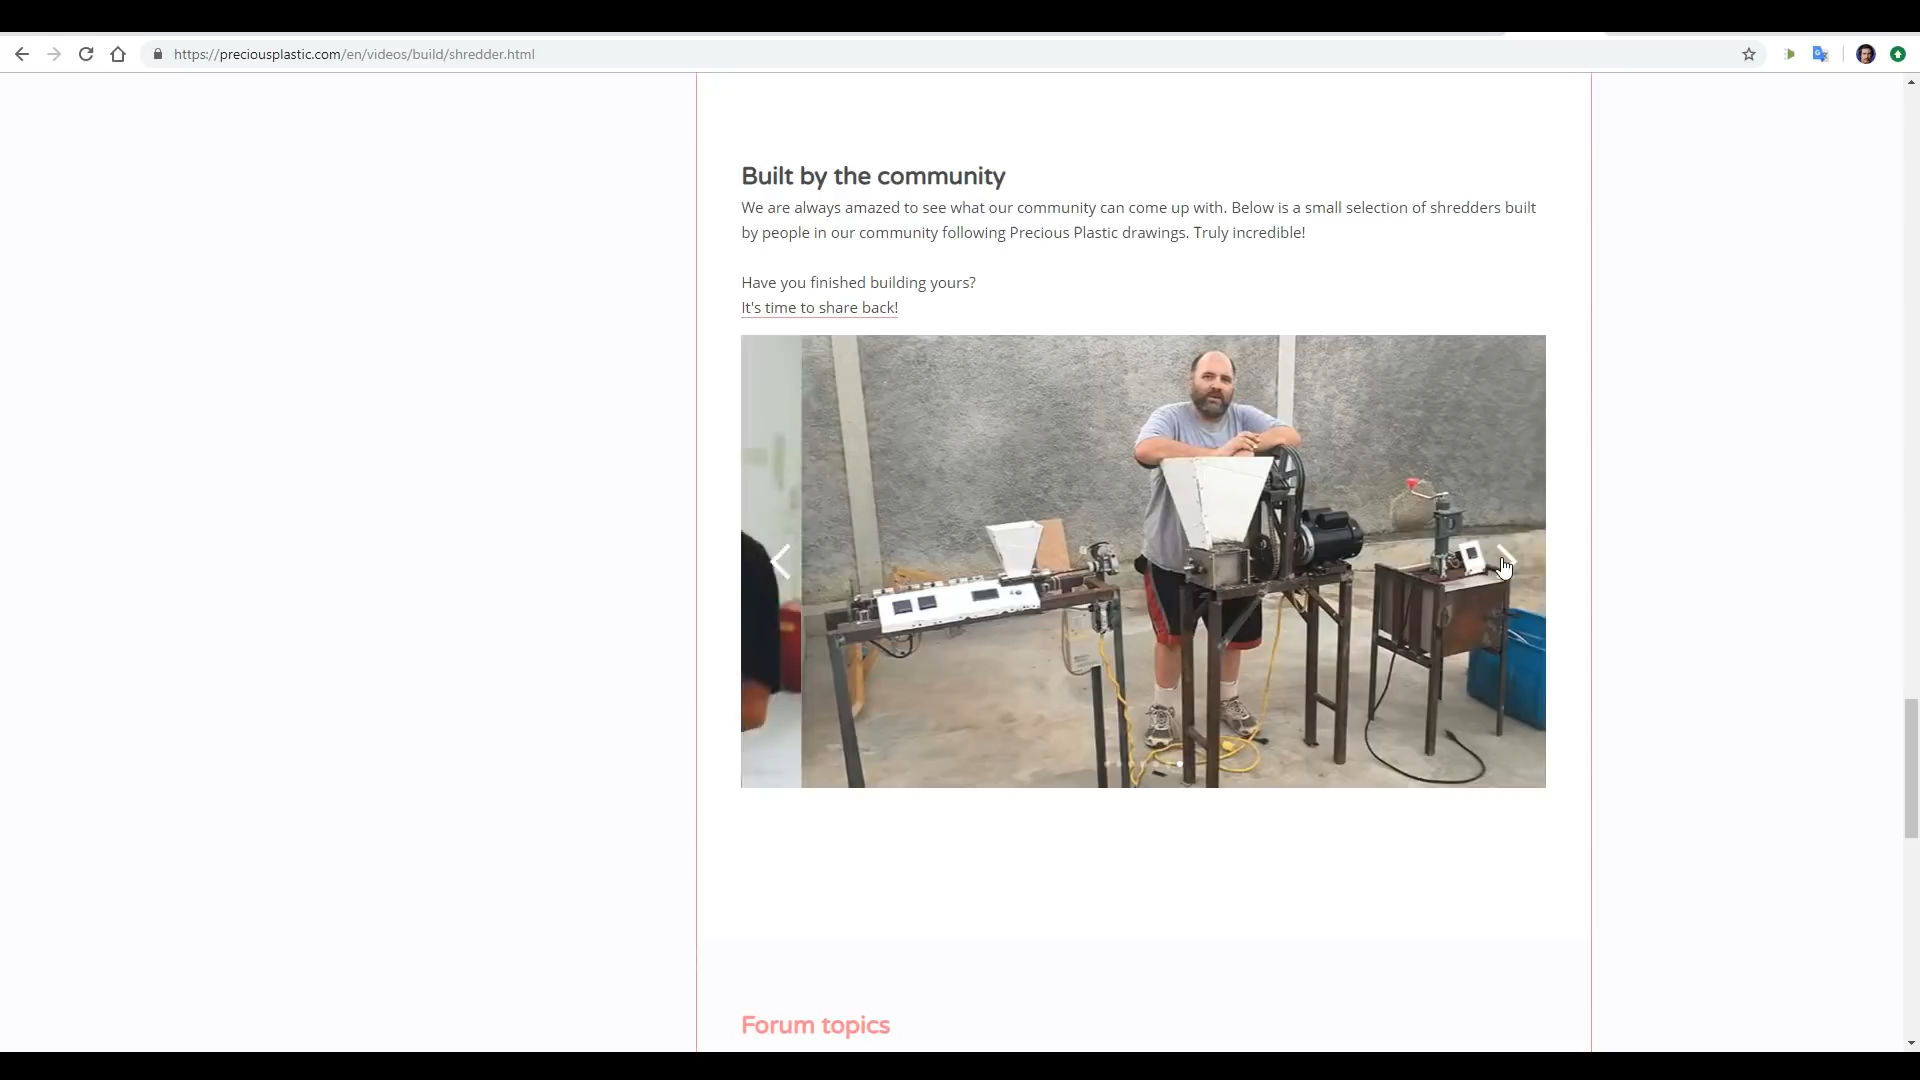 https://preciousplastic.com/en/videos/build/shredder.html
Built by the community
We are always amazed to see what our community can come up with. Below is a small selection of shredders built
by people in our community following Precious Plastic drawings. Truly incredible!
Have you finished building yours?
It's time to share back!
Forum topics